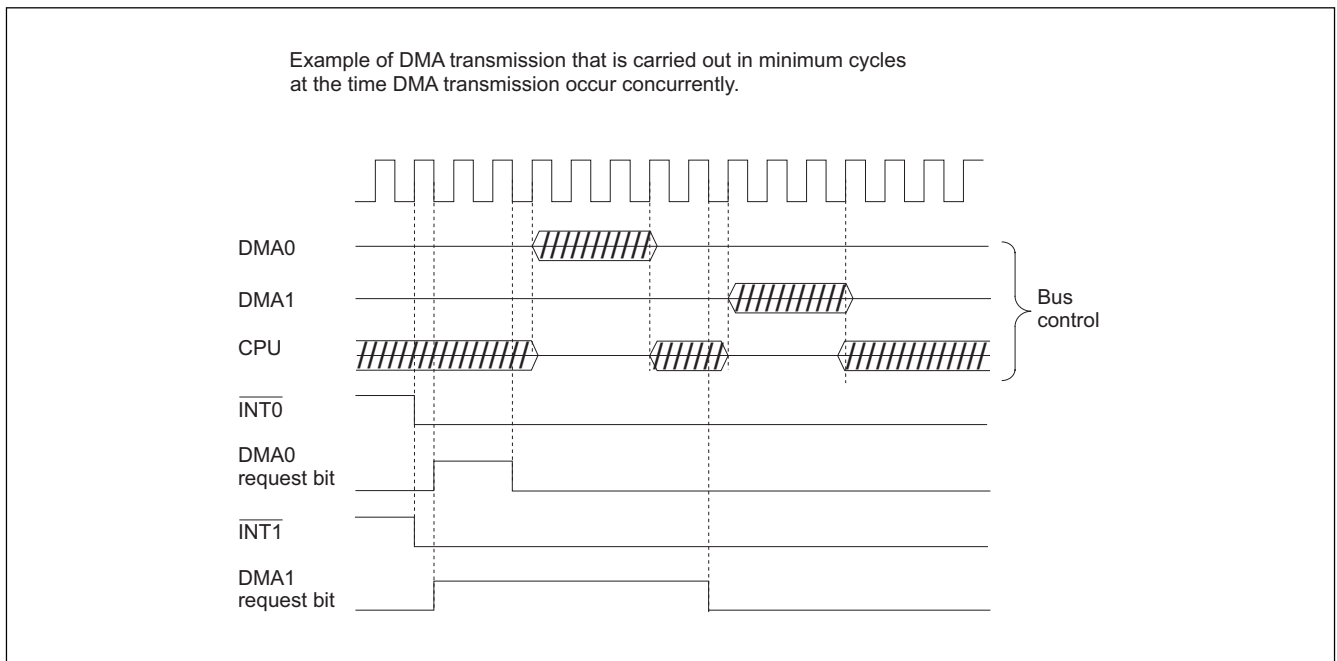 Example of DMA transmission that is carried out in minimum cycles
at the time DMA transmission occur concurrently.
DMA0
DMA1
CPU
Bus
control
INT0
DMA0
request bit
INT1
DMA1
request bit